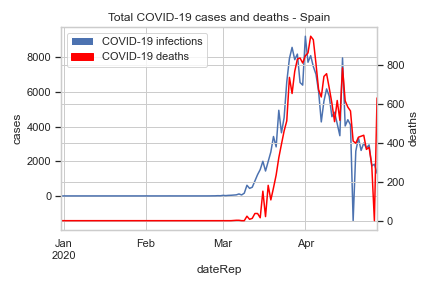 Total COVID-19 cases and deaths - Spain
COVID-19 infections
COVID-19 deaths
8000
6000
4000
2000
0
cases
800
600
400
200
0
deaths
Jan
2020
Feb
Mar
Apr
dateRep